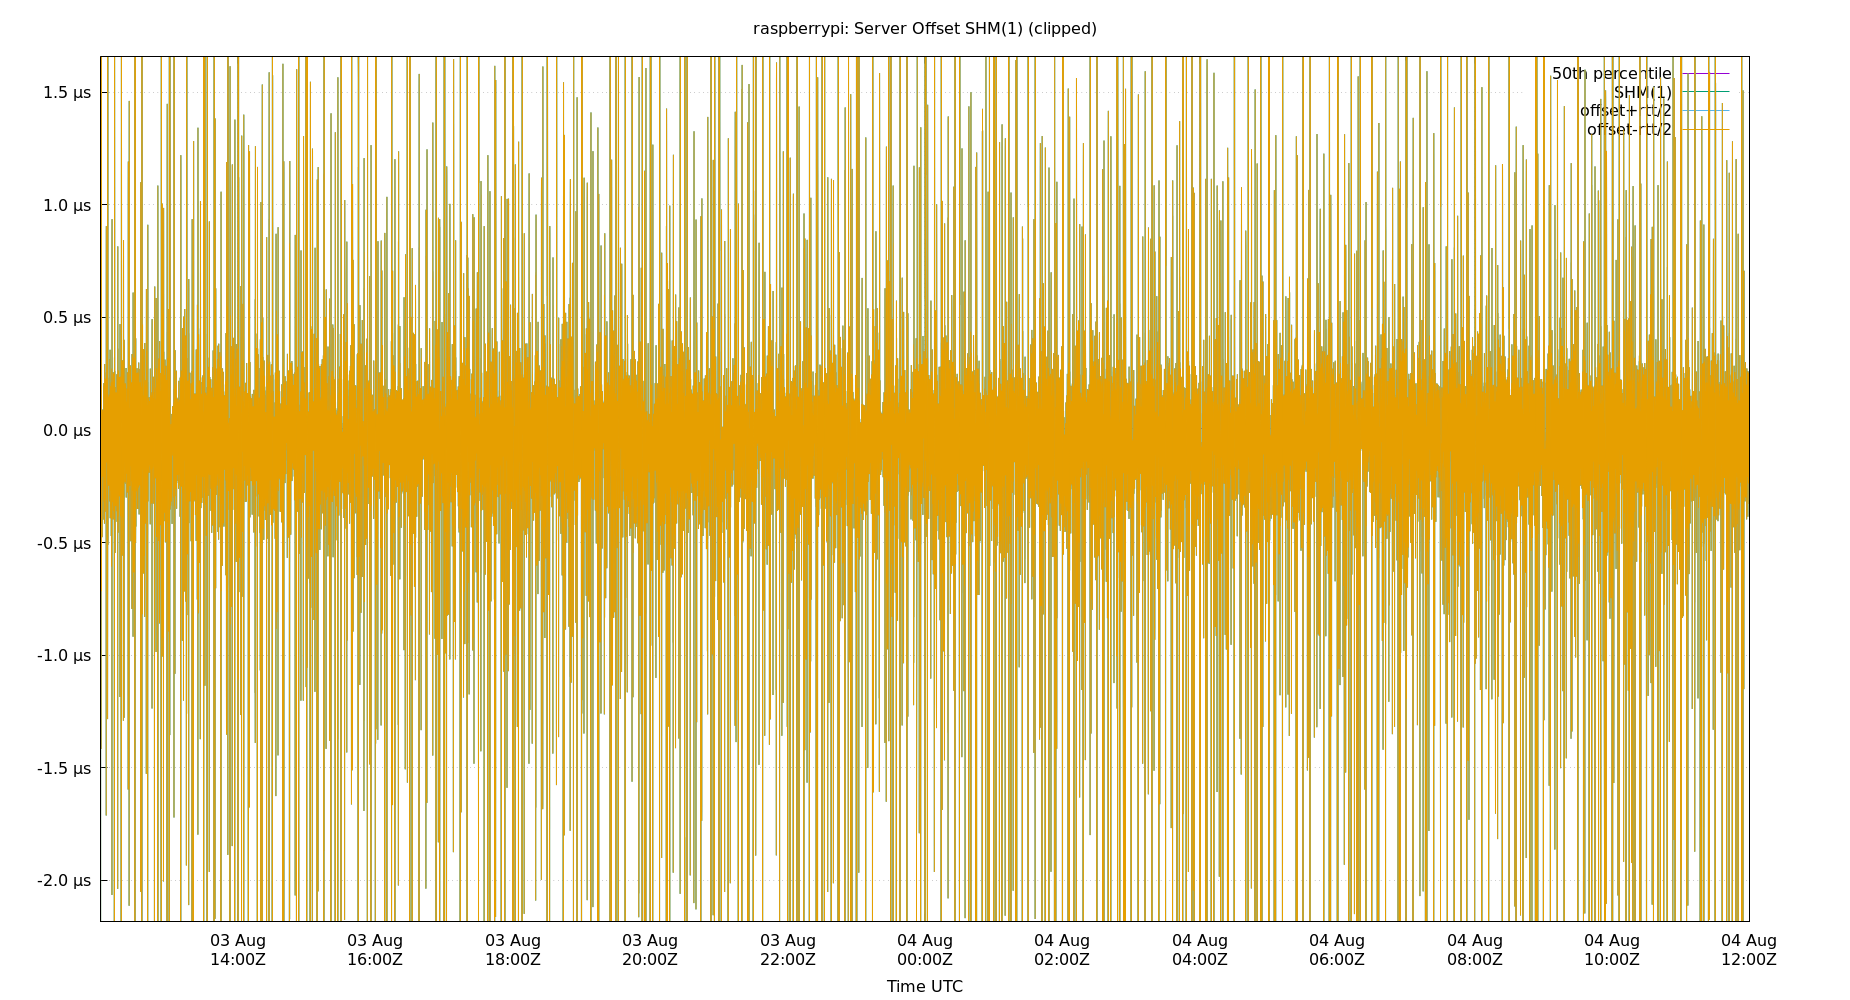 raspberrypi: Server Offset SHM(1) (clipped)
50th percentile
SHM(1)
offset+rtt/2
offset-rtt/2
1.5 µs
1.0 µs
0.5 µs
0.0 µs
-0.5 µs
-1.0 µs
-1.5 µs
-2.0 µs
03 Aug 03 Aug 03 Aug 03 Aug 03 Aug 04 Aug 04 Aug 04 Aug 04 Aug 04 Aug 04 Aug 04 Aug
14:00Z 16:00Z 18:00Z 20:00Z 22:00Z 00:00Z 02:00Z 04:00Z 06:00Z 08:00Z 10:00Z 12:00Z
Time UTC